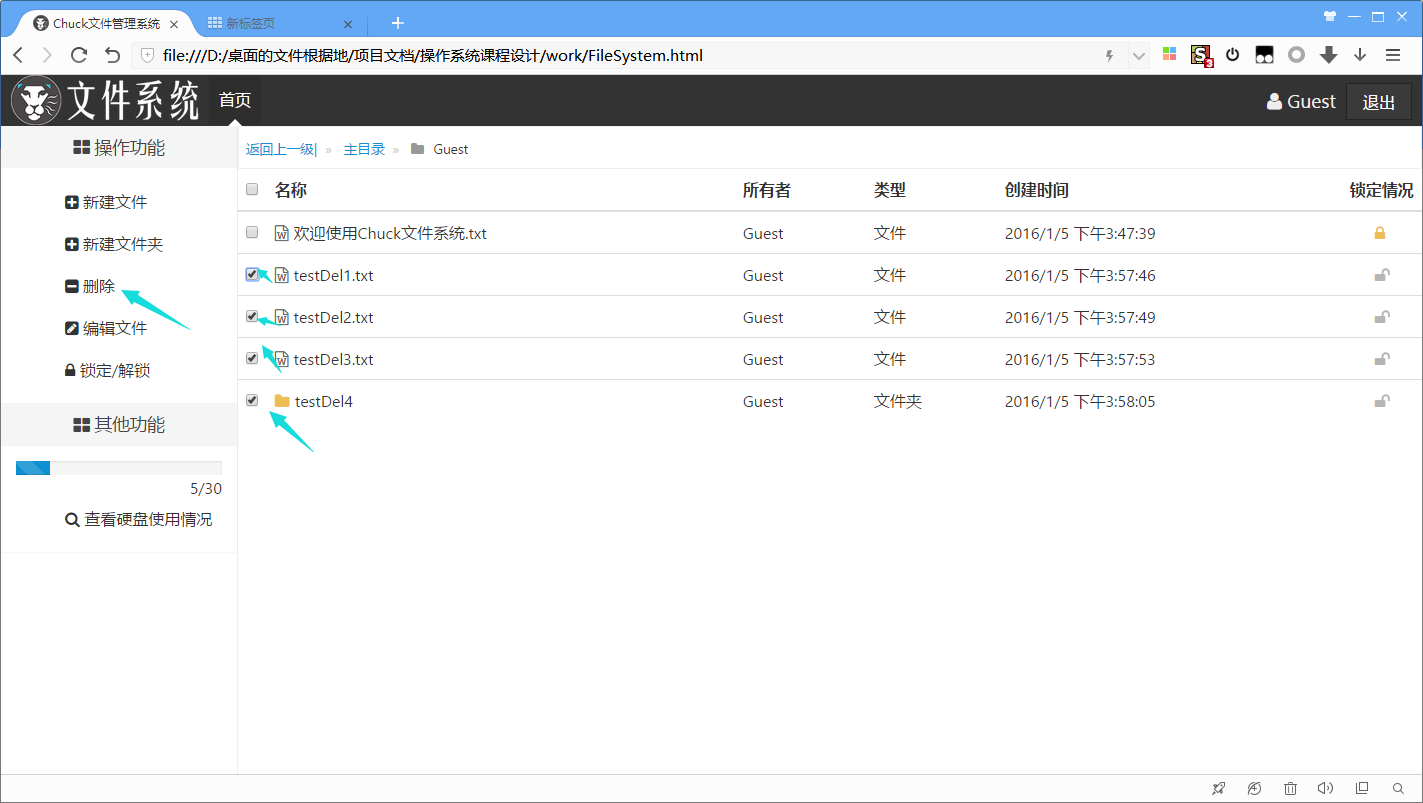 Chuck文件管理系统
新标签页
file:///D:/桌面的文件根据地/项目文档/操作系统课程设计/work/FileSystem.html
S 3
文件系统 首页 Guest 退出
操作功能
新建文件
新建文件夹
删除
编辑文件
锁定/解锁
其他功能
5/30
查看硬盘使用情况
返回上一级| » 主目录 » Guest
名称 所有者 类型 创建时间 锁定情况
欢迎使用Chuck文件系统.txt Guest 文件 2016/1/5 下午3:47:39
testDel1.txt Guest 文件 2016/1/5 下午3:57:46
testDel2.txt Guest 文件 2016/1/5 下午3:57:49
testDel3.txt Guest 文件 2016/1/5 下午3:57:53
testDel4 Guest 文件夹 2016/1/5 下午3:58:05